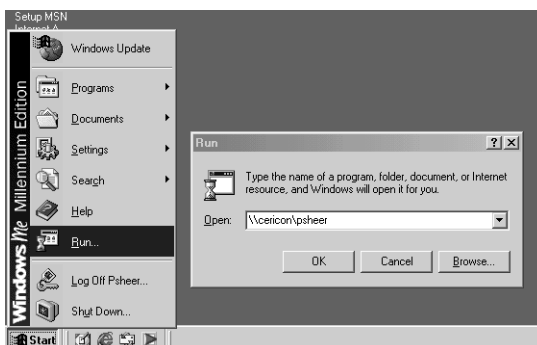 Setup MSN
Windows Me Millennium Edition
Windows Update
Programs
Documents
Settings
Search
Help
Run...
Log Off Psheer...
Shut Down...
Start
Run
Type the name of a program, folder, document, or Internet
resource, and Windows will open it for you.
Open: \\cericon\psheer
OK Cancel Browse...